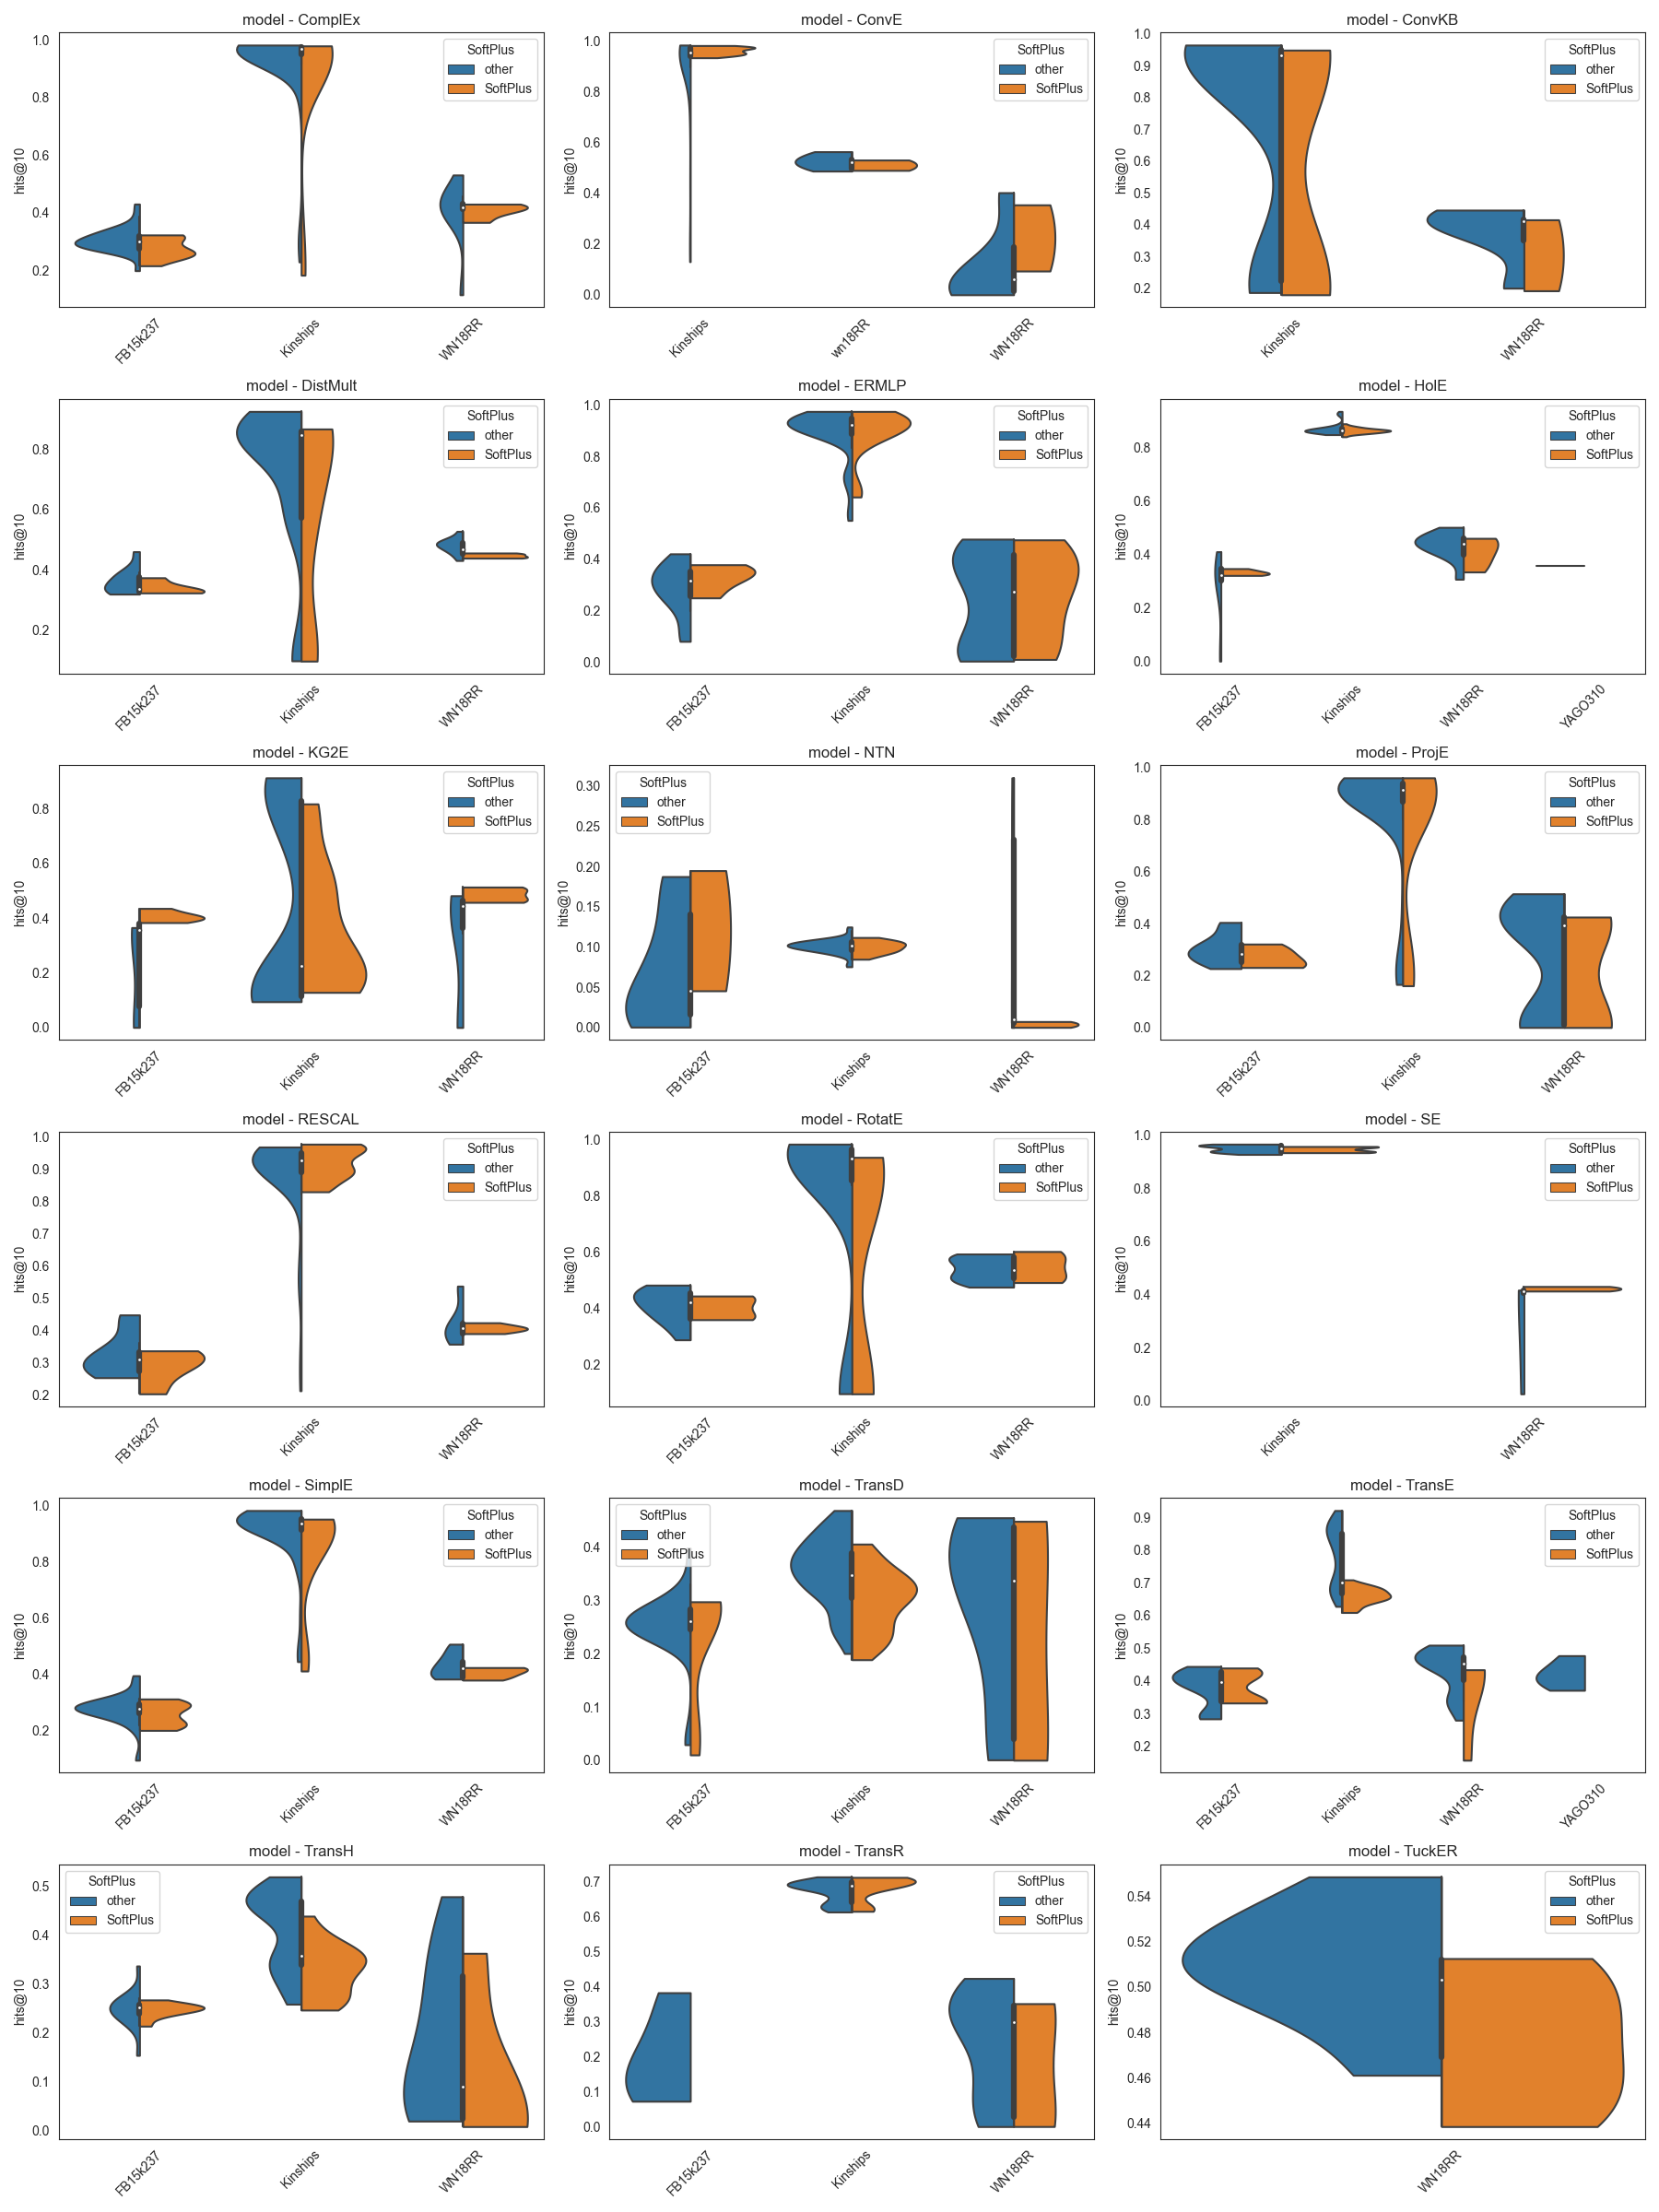 model - ComplEx
hits@10
1.0
0.8
0.6
0.4
0.2
SoftPlus
other
SoftPlus
FB15k237
Kinships
WN18RR
model - ConvE
hits@10
1.0
0.8
0.6
0.4
0.2
0.0
SoftPlus
other
SoftPlus
Kinships
wn18RR
WN18RR
model - ConvKB
hits@10
1.0
0.9
0.8
0.7
0.6
0.5
0.4
0.3
0.2
SoftPlus
other
SoftPlus
Kinships
WN18RR
model - DistMult
hits@10
0.8
0.6
0.4
0.2
SoftPlus
other
SoftPlus
FB15k237
Kinships
WN18RR
model - ERMLP
hits@10
1.0
0.8
0.6
0.4
0.2
0.0
SoftPlus
other
SoftPlus
FB15k237
Kinships
WN18RR
model - HolE
hits@10
0.8
0.6
0.4
0.2
0.0
SoftPlus
other
SoftPlus
FB15k237
Kinships
WN18RR
YAGO310
model - KG2E
hits@10
0.8
0.6
0.4
0.2
0.0
SoftPlus
other
SoftPlus
FB15k237
Kinships
WN18RR
model - NTN
hits@10
0.30
0.25
0.20
0.15
0.10
0.05
0.00
SoftPlus
other
SoftPlus
FB15k237
Kinships
WN18RR
model - ProjE
hits@10
1.0
0.8
0.6
0.4
0.2
0.0
SoftPlus
other
SoftPlus
FB15k237
Kinships
WN18RR
model - RESCAL
hits@10
1.0
0.9
0.8
0.7
0.6
0.5
0.4
0.3
0.2
SoftPlus
other
SoftPlus
FB15k237
Kinships
WN18RR
model - RotatE
hits@10
1.0
0.8
0.6
0.4
0.2
SoftPlus
other
SoftPlus
FB15k237
Kinships
WN18RR
model - SE
hits@10
1.0
0.8
0.6
0.4
0.2
0.0
SoftPlus
other
SoftPlus
Kinships
WN18RR
model - SimplE
hits@10
1.0
0.8
0.6
0.4
0.2
SoftPlus
other
SoftPlus
FB15k237
Kinships
WN18RR
model - TransD
hits@10
0.4
0.3
0.2
0.1
0.0
SoftPlus
other
SoftPlus
FB15k237
Kinships
WN18RR
model - TransE
hits@10
0.9
0.8
0.7
0.6
0.5
0.4
0.3
0.2
SoftPlus
other
SoftPlus
FB15k237
Kinships
WN18RR
YAGO310
model - TransH
hits@10
0.5
0.4
0.3
0.2
0.1
0.0
SoftPlus
other
SoftPlus
FB15k237
Kinships
WN18RR
model - TransR
hits@10
0.7
0.6
0.5
0.4
0.3
0.2
0.1
0.0
SoftPlus
other
SoftPlus
FB15k237
Kinships
WN18RR
model - TuckER
hits@10
0.54
0.52
0.50
0.48
0.46
0.44
SoftPlus
other
SoftPlus
WN18RR